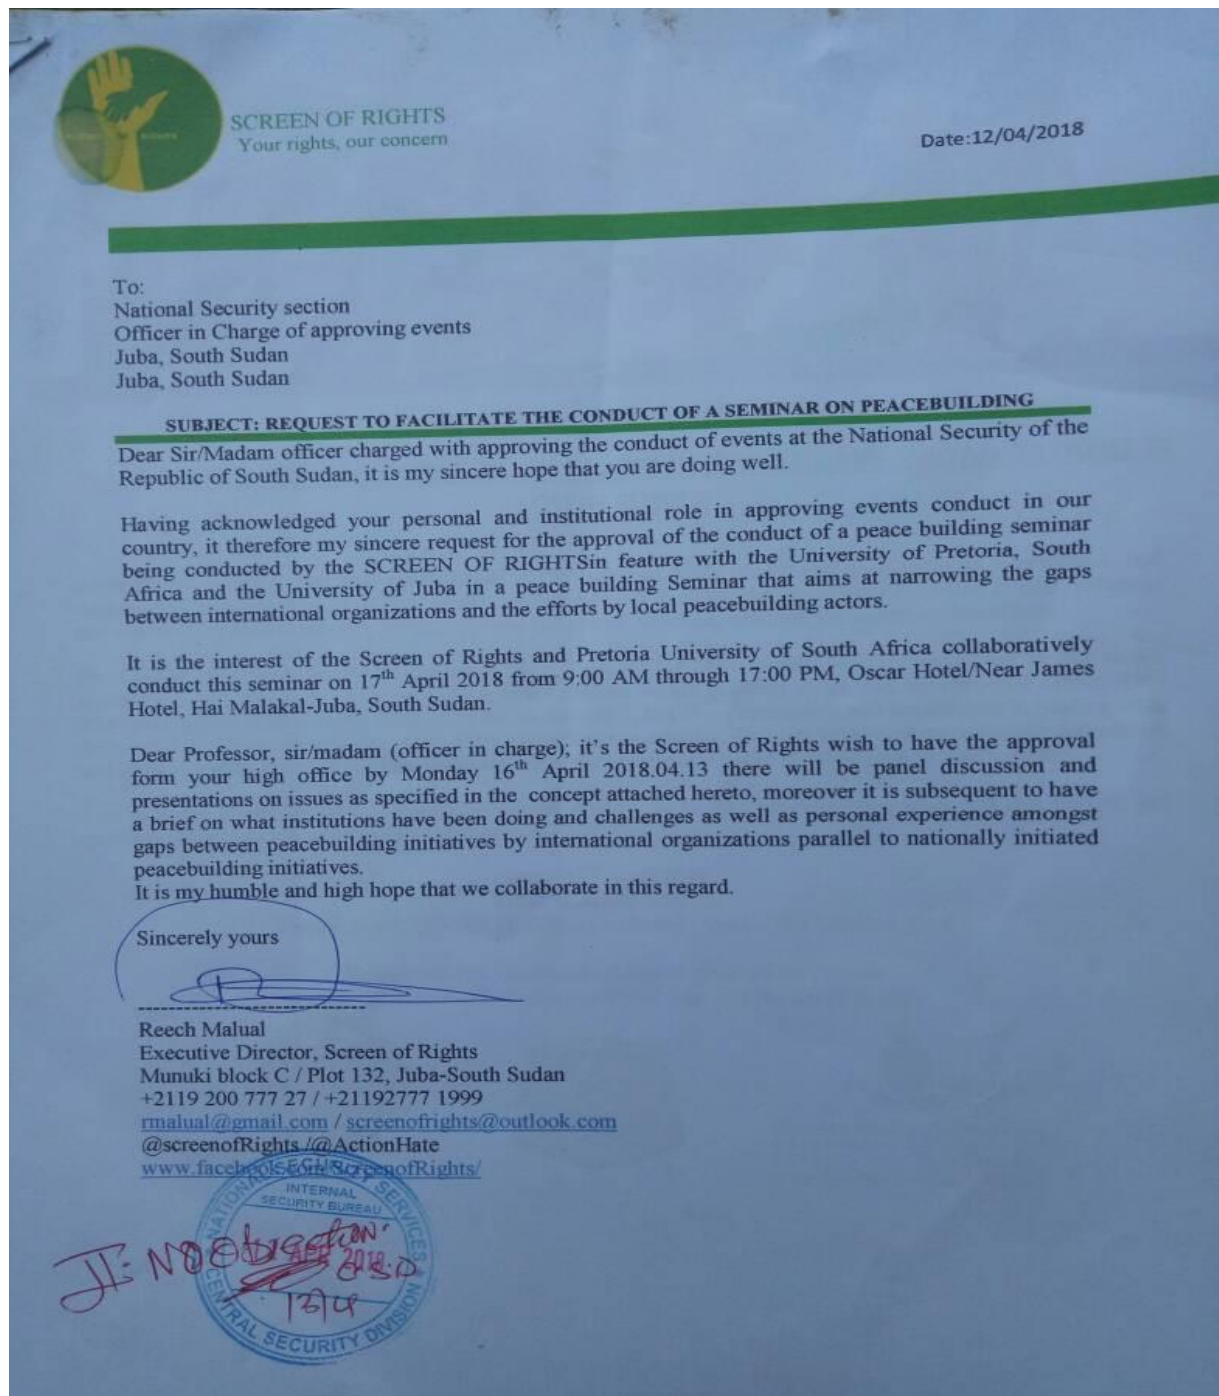 SCREEN OF RIGHTS
Your rights, our concern
Date:12/04/2018
To:
National Security section
Officer in Charge of approving events
Juba, South Sudan
Juba, South Sudan
SUBJECT: REQUEST TO FACILITATE THE CONDUCT OF A SEMINAR ON PEACEBUILDING
Dear Sir/Madam officer charged with approving the conduct of events at the National Security of the
Republic of South Sudan, it is my sincere hope that you are doing well.
Having acknowledged your personal and institutional role in approving events conduct in our
country, it therefore my sincere request for the approval of the conduct of a peace building seminar
being conducted by the SCREEN OF RIGHTSin feature with the University of Pretoria, South
Africa and the University of Juba in a peace building Seminar that aims at narrowing the gaps
between international organizations and the efforts by local peacebuilding actors.
It is the interest of the Screen of Rights and Pretoria University of South Africa collaboratively
conduct this seminar on 17th April 2018 from 9:00 AM through 17:00 PM, Oscar Hotel/Near James
Hotel, Hai Malakal-Juba, South Sudan.
Dear Professor, sir/madam (officer in charge); it's the Screen of Rights wish to have the approval
form your high office by Monday 16th April 2018.04.13 there will be panel discussion and
presentations on issues as specified in the concept attached hereto, moreover it is subsequent to have
a brief on what institutions have been doing and challenges as well as personal experience amongst
gaps between peacebuilding initiatives by international organizations parallel to nationally initiated
peacebuilding initiatives.
It is my humble and high hope that we collaborate in this regard.
Sincerely yours
Reech Malual
Executive Director, Screen of Rights
Munuki block C / Plot 132, Juba-South Sudan
+2119 200 777 27 / +21192777 1999
rmalual@gmail.com / screenofrights@outlook.com
@screenofRights /@ActionHate
www.facebook.com/ScreenofRights/
NATIONAL SECURITY SERVICES
INTERNAL
SECURITY BUREAU
NO Objection
APR 2018
13/4
CENTRAL SECURITY DIVISION